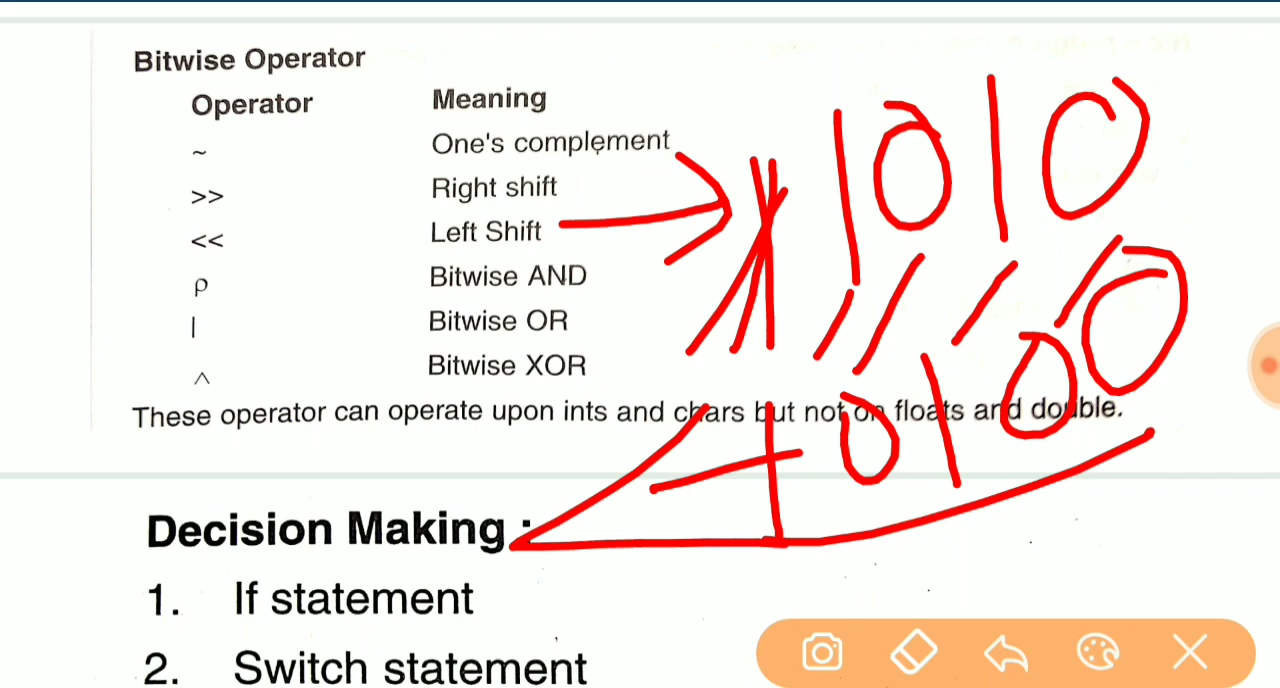 Bitwise Operator
Operator Meaning
~ One's complement
>> Right shift
<< Left Shift
ρ Bitwise AND
| Bitwise OR
^ Bitwise XOR
These operator can operate upon ints and chars but not on floats and double.
1010
10100
Decision Making :
1. If statement
2. Switch statement